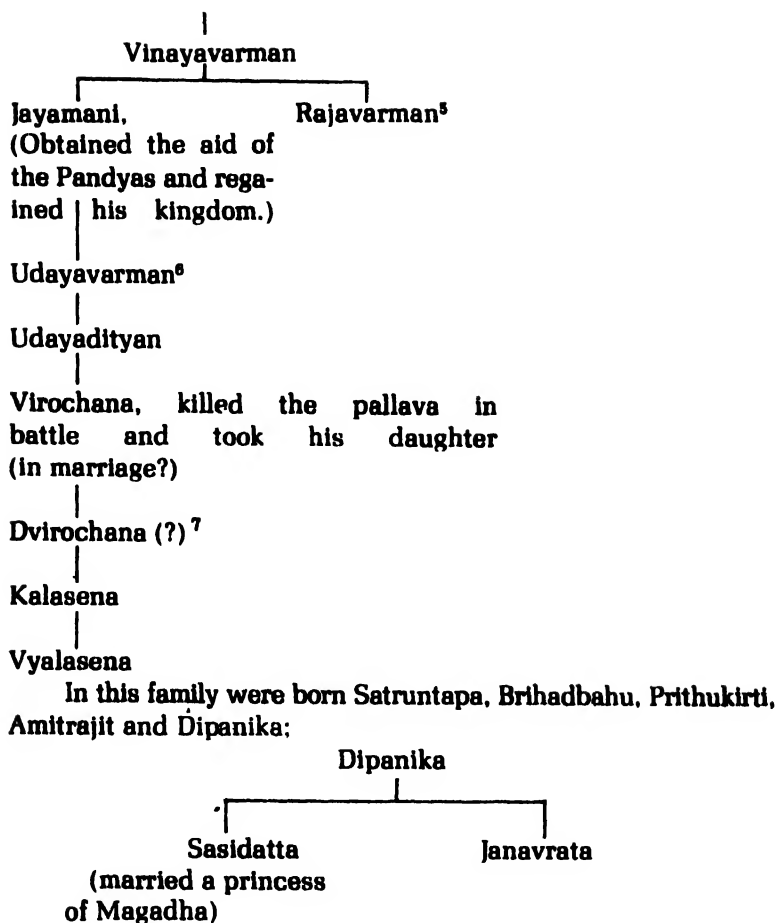 Vinayavarman
Jayamani, Rajavarman⁵
(Obtained the aid of
the Pandyas and rega-
ined his kingdom.)
Udayavarman⁶
Udayadityan
Virochana, killed the pallava in
battle and took his daughter
(in marriage?)
Dvirochana (?) ⁷
Kalasena
Vyalasena
In this family were born Satruntapa, Brihadbahu, Prithukirti,
Amitrajit and Dipanika;
Dipanika
Sasidatta Janavrata
(married a princess
of Magadha)